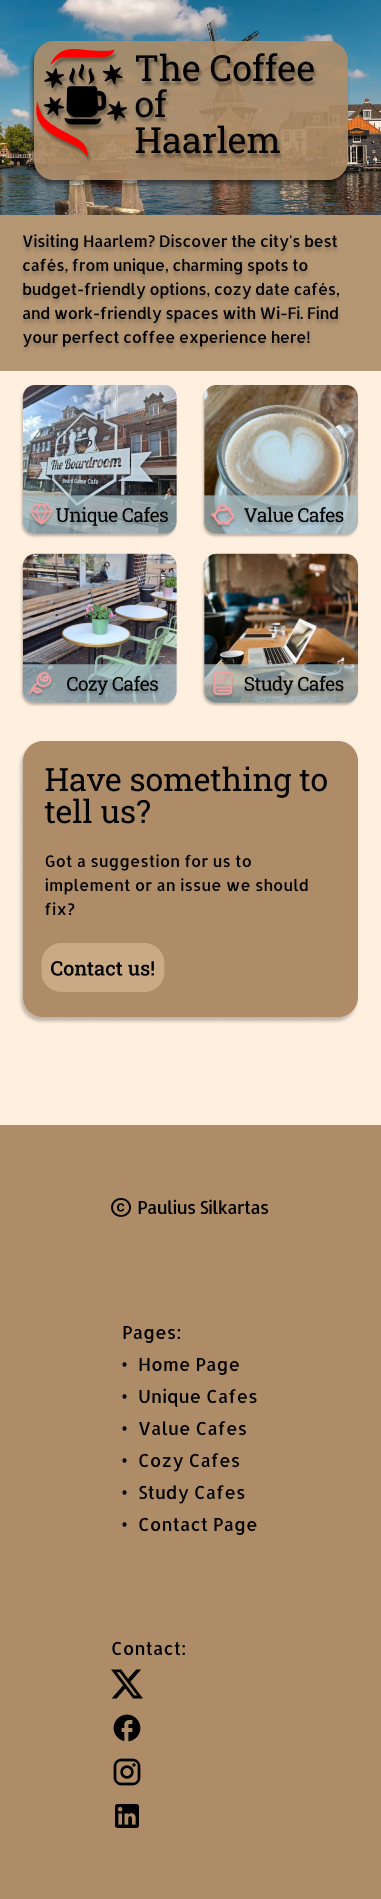 The Coffee
of
Haarlem
Visiting Haarlem? Discover the city's best
cafés, from unique, charming spots to
budget-friendly options, cozy date cafés,
and work-friendly spaces with Wi-Fi. Find
your perfect coffee experience here!
The Boardroom
Board Game Cafe
Unique Cafes
Value Cafes
Cozy Cafes
Study Cafes
Have something to
tell us?
Got a suggestion for us to
implement or an issue we should
fix?
Contact us!
© Paulius Silkartas
Pages:
• Home Page
• Unique Cafes
• Value Cafes
• Cozy Cafes
• Study Cafes
• Contact Page
Contact: